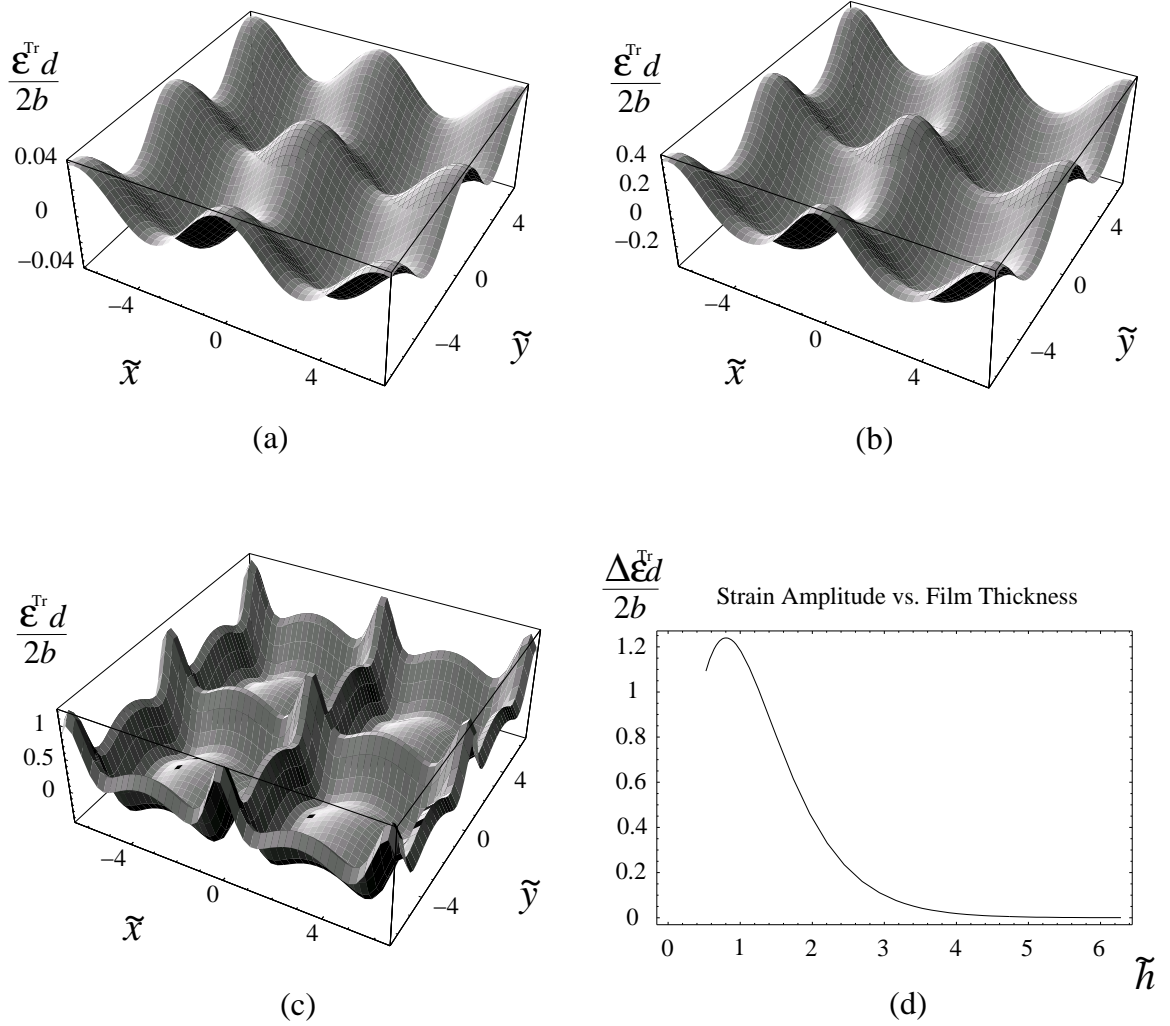 ε^Tr d
2b
0.04
0
−0.04
−4
0
4
x̃
−4
0
4
ỹ
(a)
ε^Tr d
2b
0.4
0.2
0
−0.2
−4
0
4
x̃
−4
0
4
ỹ
(b)
ε^Tr d
2b
1
0.5
0
−4
0
4
x̃
−4
0
4
ỹ
(c)
Δε^Tr d
2b
Strain Amplitude vs. Film Thickness
1.2
1
0.8
0.6
0.4
0.2
0
0 1 2 3 4 5 6
h̃
(d)